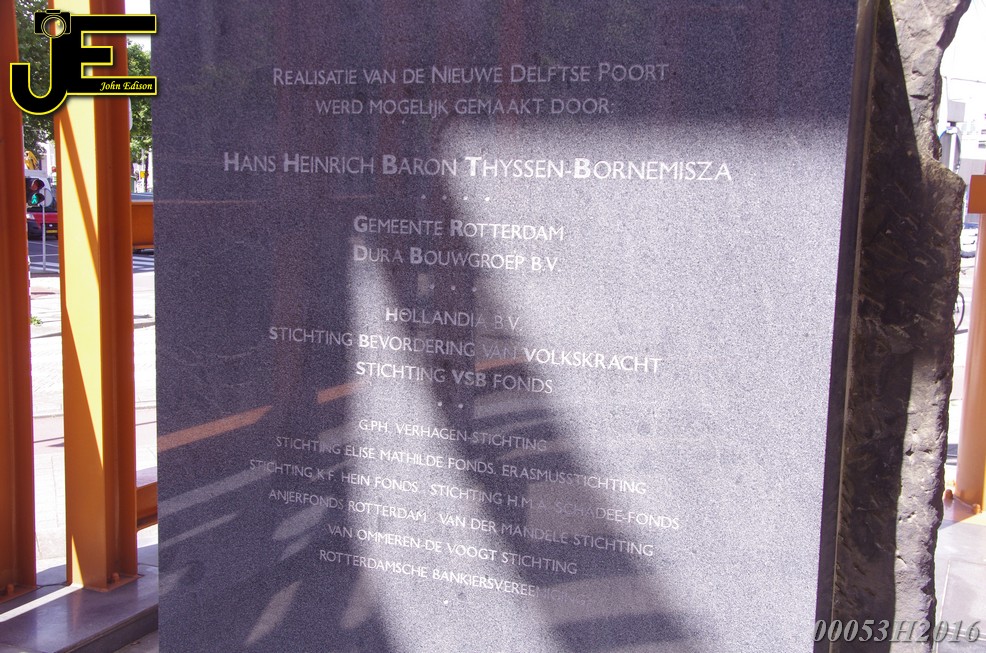 JE
John Edison
REALISATIE VAN DE NIEUWE DELFTSE POORT
WERD MOGELIJK GEMAAKT DOOR:
HANS HEINRICH BARON THYSSEN-BORNEMISZA
GEMEENTE ROTTERDAM
DURA BOUWGROEP B.V.
HOLLANDIA B.V.
STICHTING BEVORDERING VAN VOLKSKRACHT
STICHTING VSB FONDS
G.PH. VERHAGEN-STICHTING
STICHTING ELISE MATHILDE FONDS. ERASMUSSTICHTING
STICHTING K.F. HEIN FONDS . STICHTING H.M.A. SCHADEE-FONDS
ANJERFONDS ROTTERDAM . VAN DER MANDELE STICHTING
VAN OMMEREN-DE VOOGT STICHTING
ROTTERDAMSCHE BANKIERSVEREENIGING
00053H2016